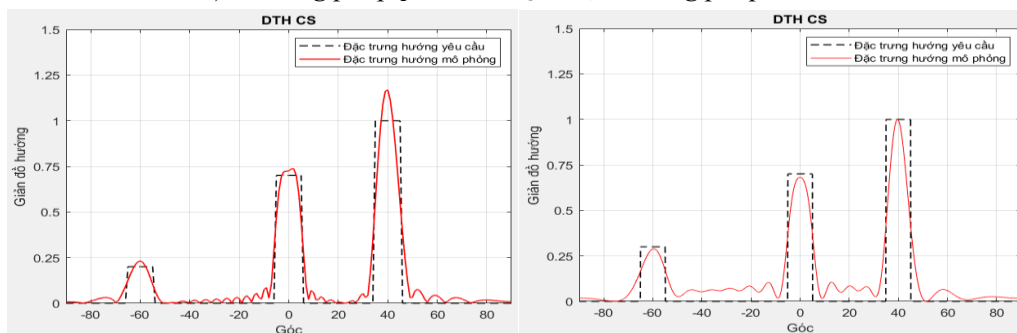 DTH CS
1.5
1.25
1
0.75
0.5
0.25
0
Giản đồ hướng
Đặc trưng hướng yêu cầu
Đặc trưng hướng mô phỏng
-80 -60 -40 -20 0 20 40 60 80
Góc
DTH CS
1.5
1.25
1
0.75
0.5
0.25
0
Giản đồ hướng
Đặc trưng hướng yêu cầu
Đặc trưng hướng mô phỏng
-80 -60 -40 -20 0 20 40 60 80
Góc